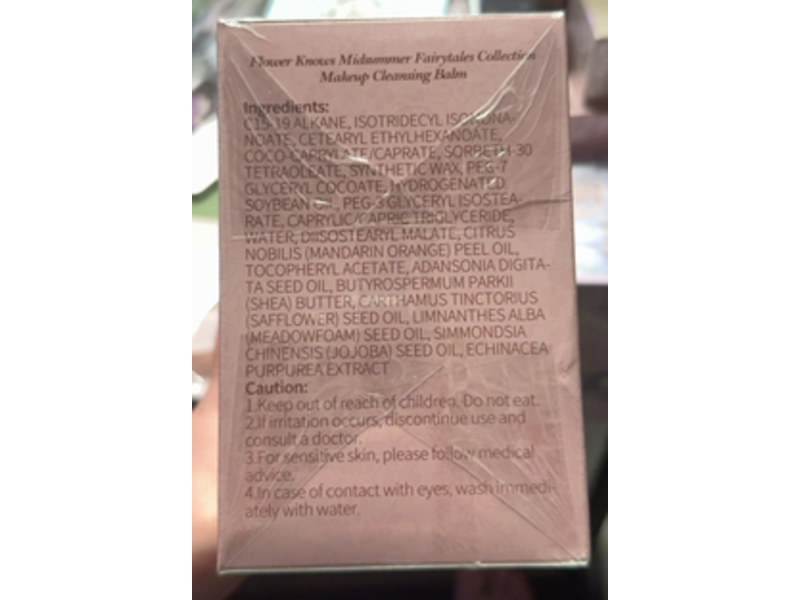 Flower Knows Midsummer Fairytales Collection
Makeup Cleansing Balm
Ingredients:
C15-19 ALKANE, ISOTRIDECYL ISONONA-
NOATE, CETEARYL ETHYLHEXANOATE,
COCO-CAPRYLATE/CAPRATE, SORBETH-30
TETRAOLEATE, SYNTHETIC WAX, PEG-7
GLYCERYL COCOATE, HYDROGENATED
SOYBEAN OIL, PEG-3 GLYCERYL ISOSTEA-
RATE, CAPRYLIC/CAPRIC TRIGLYCERIDE,
WATER, DIISOSTEARYL MALATE, CITRUS
NOBILIS (MANDARIN ORANGE) PEEL OIL,
TOCOPHERYL ACETATE, ADANSONIA DIGITA-
TA SEED OIL, BUTYROSPERMUM PARKII
(SHEA) BUTTER, CARTHAMUS TINCTORIUS
(SAFFLOWER) SEED OIL, LIMNANTHES ALBA
(MEADOWFOAM) SEED OIL, SIMMONDSIA
CHINENSIS (JOJOBA) SEED OIL, ECHINACEA
PURPUREA EXTRACT
Caution:
1.Keep out of reach of children. Do not eat.
2.If irritation occurs, discontinue use and
consult a doctor.
3.For sensitive skin, please follow medical
advice.
4.In case of contact with eyes, wash immedi-
ately with water.